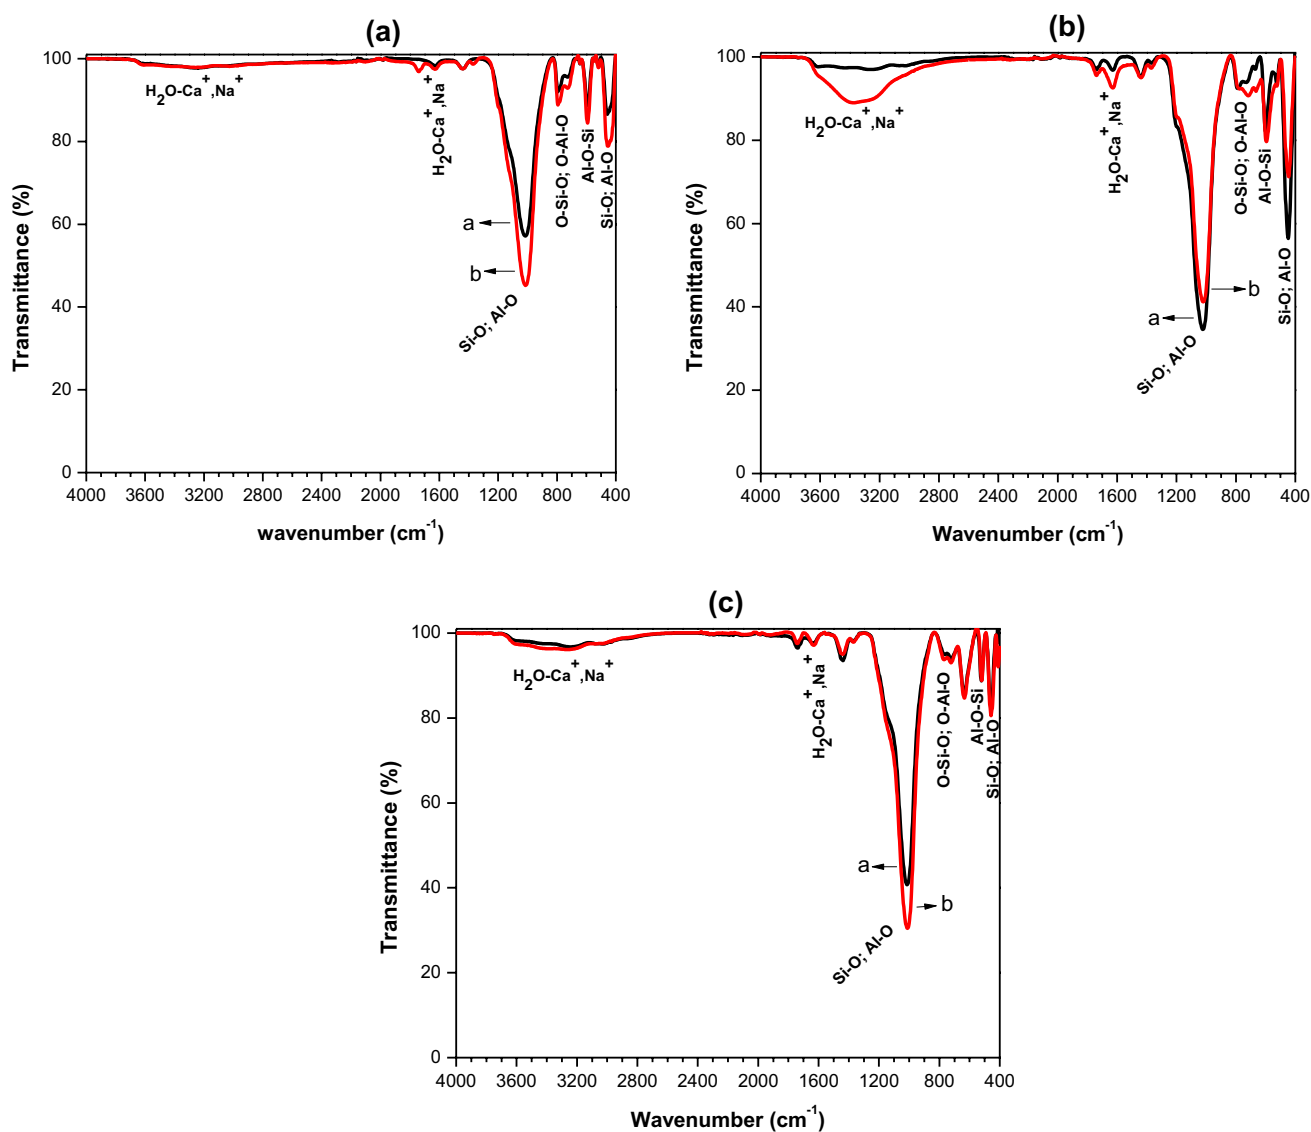 (a)
100
80
60
40
20
0
Transmittance (%)
4000 3600 3200 2800 2400 2000 1600 1200 800 400
wavenumber (cm⁻¹)
H₂O-Ca⁺,Na⁺
H₂O-Ca⁺,Na⁺
O-Si-O; O-Al-O
Al-O-Si
Si-O; Al-O
a
b
Si-O; Al-O
(b)
100
80
60
40
20
0
Transmittance (%)
4000 3600 3200 2800 2400 2000 1600 1200 800 400
Wavenumber (cm⁻¹)
H₂O-Ca⁺,Na⁺
H₂O-Ca⁺,Na⁺
O-Si-O; O-Al-O
Al-O-Si
Si-O; Al-O
b
a
Si-O; Al-O
(c)
100
80
60
40
20
0
Transmittance (%)
4000 3600 3200 2800 2400 2000 1600 1200 800 400
Wavenumber (cm⁻¹)
H₂O-Ca⁺,Na⁺
H₂O-Ca⁺,Na⁺
O-Si-O; O-Al-O
Al-O-Si
Si-O; Al-O
a
b
Si-O; Al-O